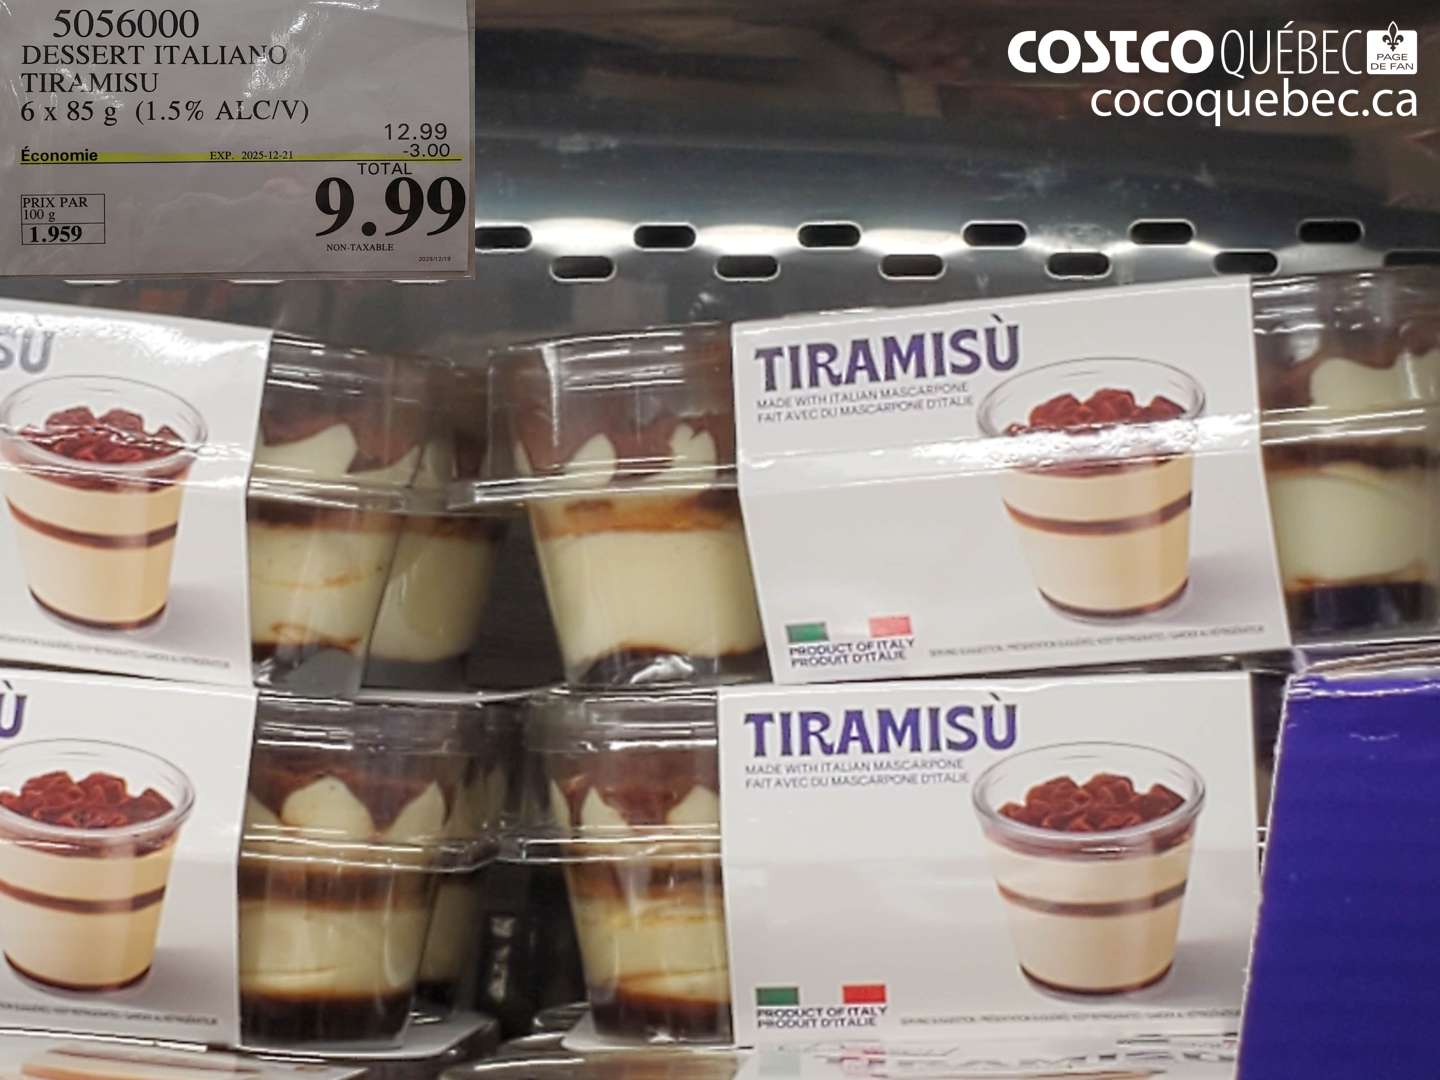 5056000
DESSERT ITALIANO
TIRAMISU
6 x 85 g (1.5% ALC/V)
12.99
Économie EXP. 2025-12-21 -3.00
TOTAL
9.99
PRIX PAR
100 g
1.959
NON-TAXABLE
COSTCO QUÉBEC PAGE DE FAN
cocoquebec.ca
SÙ
TIRAMISÙ
MADE WITH ITALIAN MASCARPONE
FAIT AVEC DU MASCARPONE D'ITALIE
PRODUCT OF ITALY
PRODUIT D'ITALIE
Ù
TIRAMISÙ
MADE WITH ITALIAN MASCARPONE
FAIT AVEC DU MASCARPONE D'ITALIE
PRODUCT OF ITALY
PRODUIT D'ITALIE